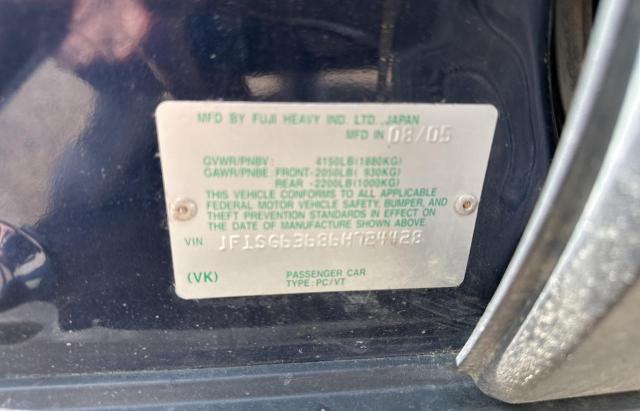 MFD BY FUJI HEAVY IND. LTD., JAPAN
MFD IN 08/05
GVWR/PNBV: 4150LB(1880KG)
GAWR/PNBE: FRONT-2050LB( 930KG)
REAR -2200LB(1000KG)
THIS VEHICLE CONFORMS TO ALL APPLICABLE
FEDERAL MOTOR VEHICLE SAFETY, BUMPER, AND
THEFT PREVENTION STANDARDS IN EFFECT ON
THE DATE OF MANUFACTURE SHOWN ABOVE.
VIN JF1SG63686H724428
(VK) PASSENGER CAR
TYPE: PC/VT